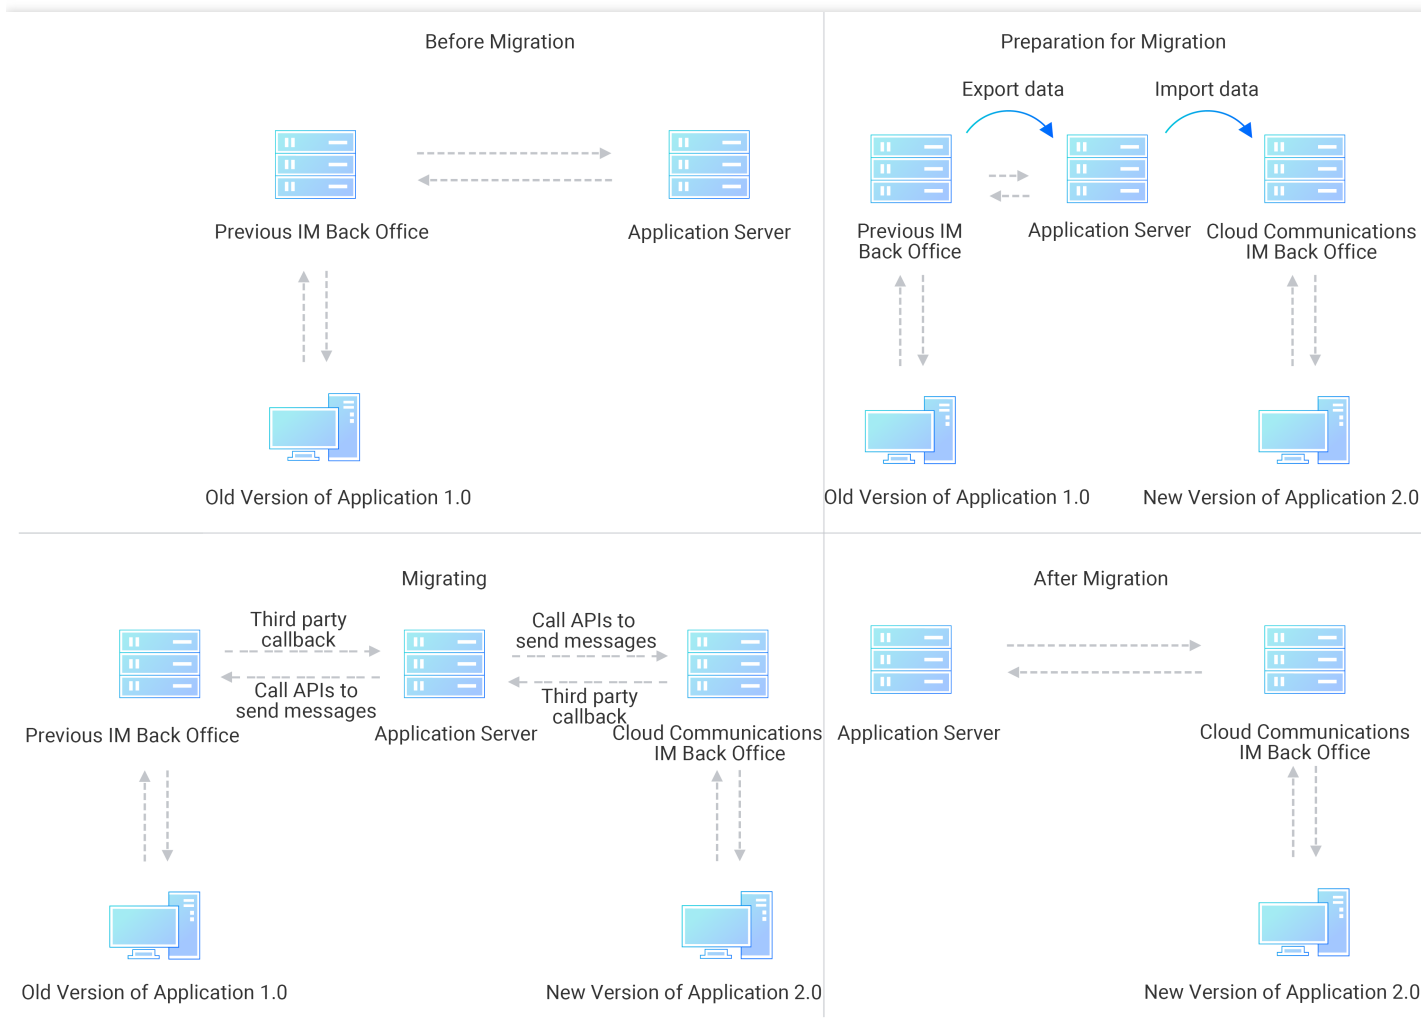 Before Migration
Previous IM Back Office
Application Server
Old Version of Application 1.0
Preparation for Migration
Export data
Import data
Previous IM
Back Office
Application Server
Cloud Communications
IM Back Office
Old Version of Application 1.0
New Version of Application 2.0
Migrating
Third party
callback
Call APIs to
send messages
Call APIs to
send messages
Third party
callback
Previous IM Back Office
Application Server
Cloud Communications
IM Back Office
Old Version of Application 1.0
New Version of Application 2.0
After Migration
Application Server
Cloud Communications
IM Back Office
New Version of Application 2.0